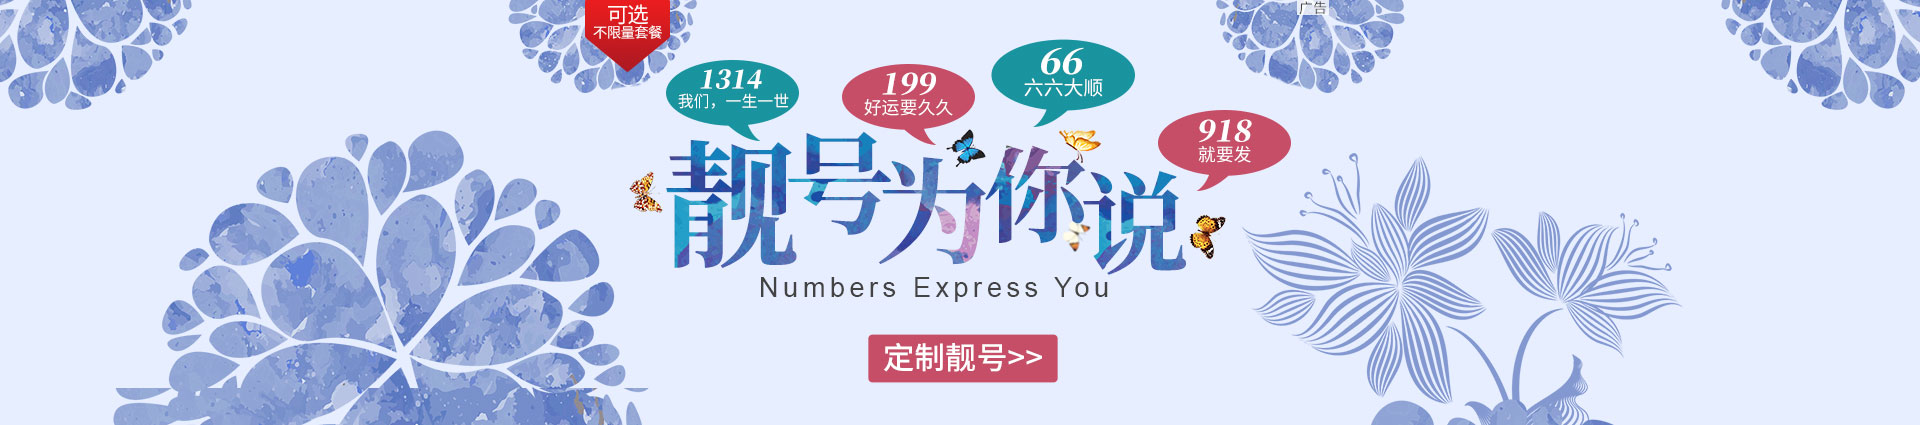 可选
不限量套餐
广告
1314
我们，一生一世
199
好运要久久
66
六六大顺
918
就要发
靓号为你说
Numbers Express You
定制靓号>>